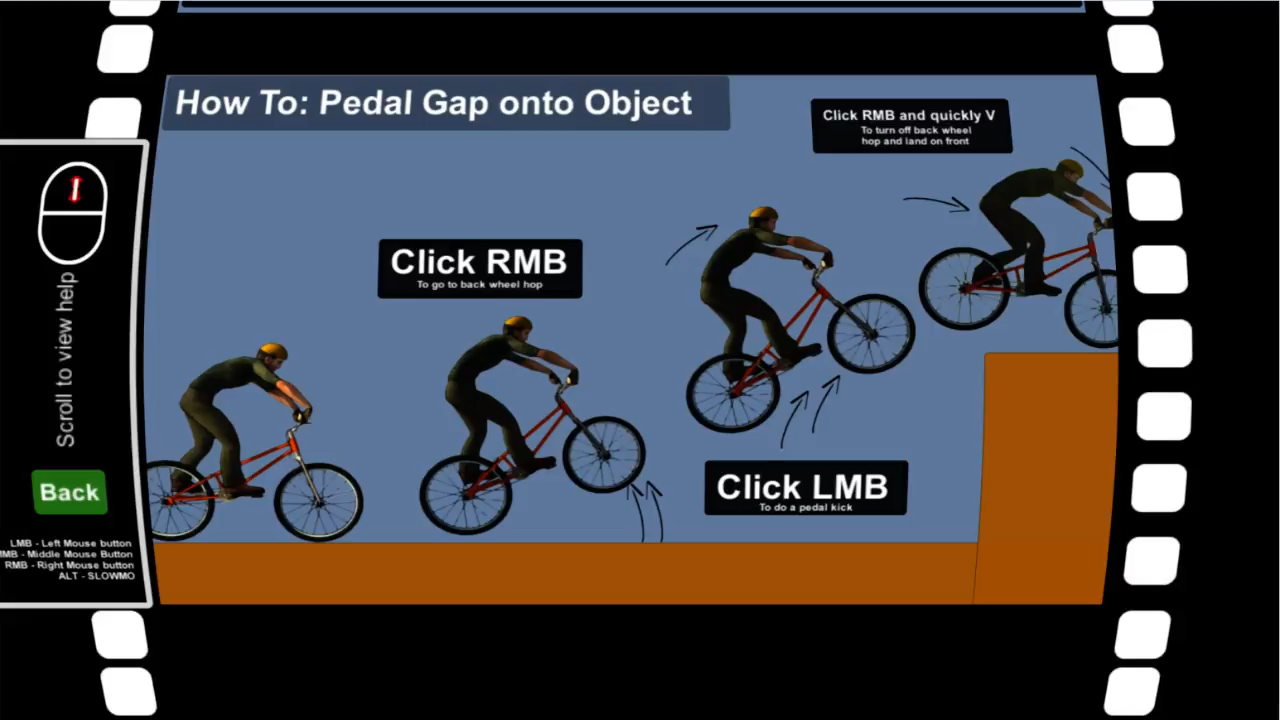 How To: Pedal Gap onto Object
Click RMB and quickly V
To turn off back wheel
hop and land on front
Click RMB
To go to back wheel hop
Click LMB
To do a pedal kick
Scroll to view help
Back
LMB - Left Mouse button
MB - Middle Mouse Button
RMB - Right Mouse button
ALT - SLOWMO